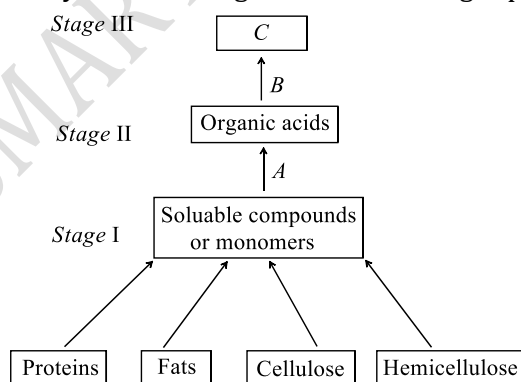 Stage III
C
B
Organic acids
Stage II
A
Soluable compounds
or monomers
Stage I
Proteins
Fats
Cellulose
Hemicellulose